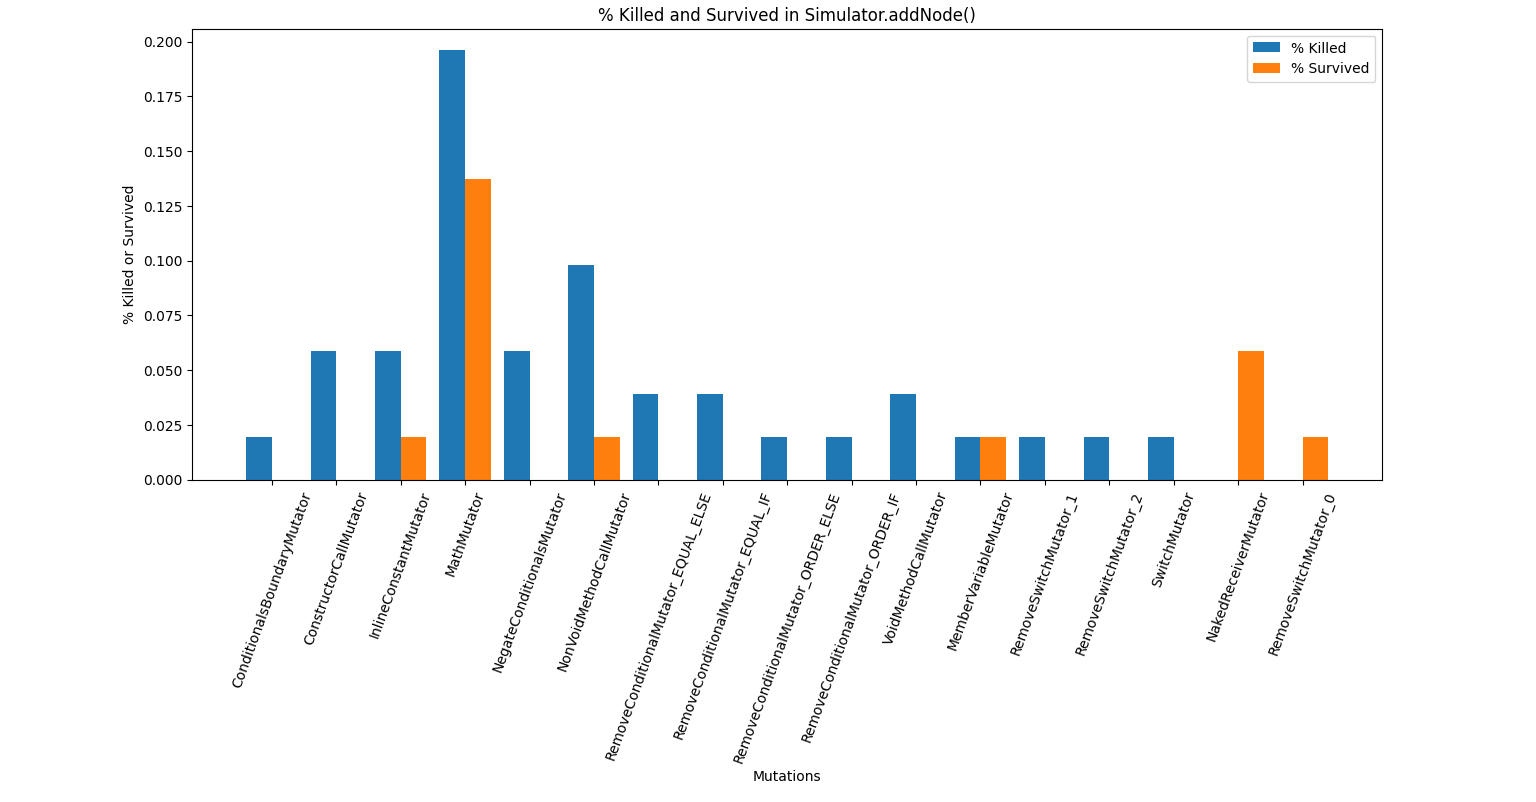 % Killed and Survived in Simulator.addNode()
% Killed
% Survived
0.200
0.175
0.150
0.125
0.100
0.075
0.050
0.025
0.000
% Killed or Survived
ConditionalsBoundaryMutator
ConstructorCallMutator
InlineConstantMutator
MathMutator
NegateConditionalsMutator
NonVoidMethodCallMutator
RemoveConditionalMutator_EQUAL_ELSE
RemoveConditionalMutator_EQUAL_IF
RemoveConditionalMutator_ORDER_ELSE
RemoveConditionalMutator_ORDER_IF
VoidMethodCallMutator
MemberVariableMutator
RemoveSwitchMutator_1
RemoveSwitchMutator_2
SwitchMutator
NakedReceiverMutator
RemoveSwitchMutator_0
Mutations